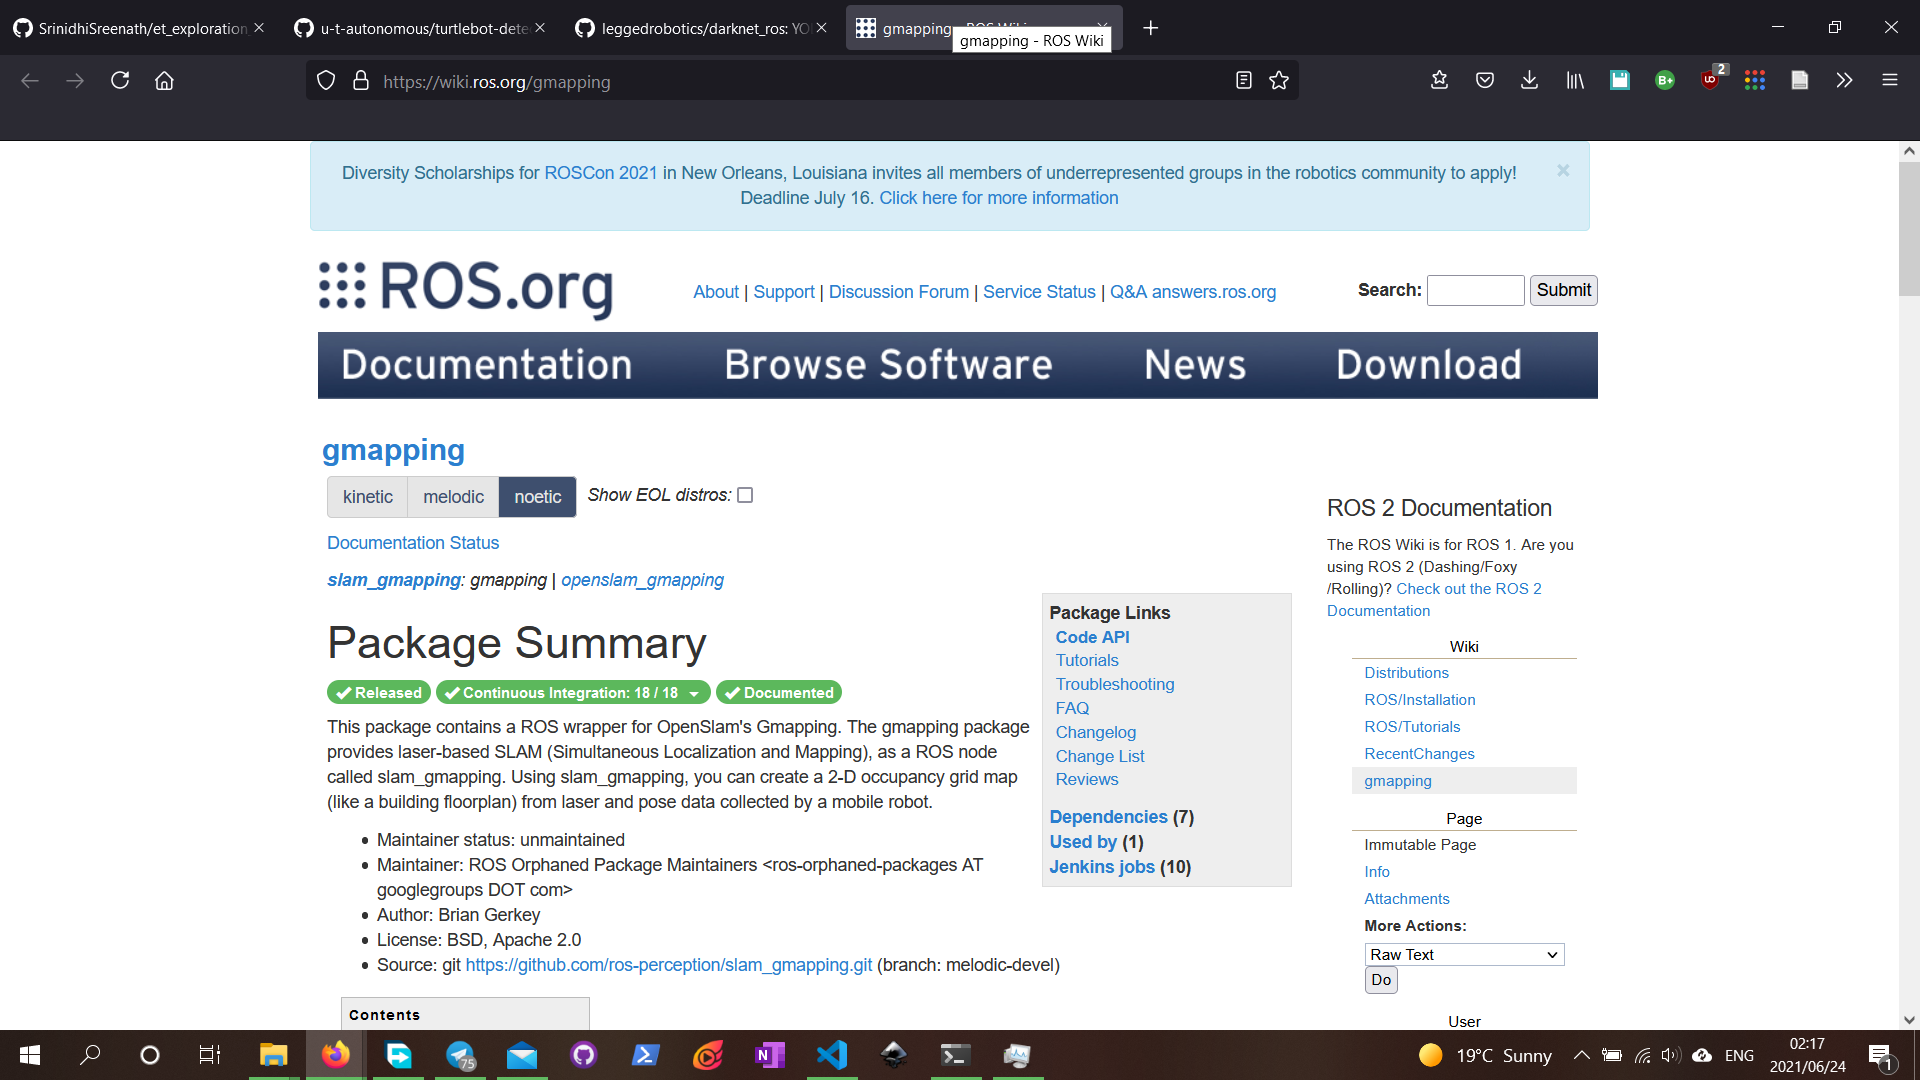 SrinidhiSreenath/et_exploration
u-t-autonomous/turtlebot-dete
leggedrobotics/darknet_ros: YO
gmapping - ROS Wiki
gmapping - ROS Wiki
https://wiki.ros.org/gmapping
B+
2
Diversity Scholarships for ROSCon 2021 in New Orleans, Louisiana invites all members of underrepresented groups in the robotics community to apply!
Deadline July 16. Click here for more information
×
ROS.org
About | Support | Discussion Forum | Service Status | Q&A answers.ros.org
Search:
Submit
Documentation Browse Software News Download
gmapping
kinetic melodic noetic Show EOL distros:
Documentation Status
slam_gmapping: gmapping | openslam_gmapping
Package Summary
Released
Continuous Integration: 18 / 18
Documented
This package contains a ROS wrapper for OpenSlam's Gmapping. The gmapping package
provides laser-based SLAM (Simultaneous Localization and Mapping), as a ROS node
called slam_gmapping. Using slam_gmapping, you can create a 2-D occupancy grid map
(like a building floorplan) from laser and pose data collected by a mobile robot.
• Maintainer status: unmaintained
• Maintainer: ROS Orphaned Package Maintainers <ros-orphaned-packages AT
googlegroups DOT com>
• Author: Brian Gerkey
• License: BSD, Apache 2.0
• Source: git https://github.com/ros-perception/slam_gmapping.git (branch: melodic-devel)
Contents
Package Links
Code API
Tutorials
Troubleshooting
FAQ
Changelog
Change List
Reviews
Dependencies (7)
Used by (1)
Jenkins jobs (10)
ROS 2 Documentation
The ROS Wiki is for ROS 1. Are you
using ROS 2 (Dashing/Foxy
/Rolling)? Check out the ROS 2
Documentation
Wiki
Distributions
ROS/Installation
ROS/Tutorials
RecentChanges
gmapping
Page
Immutable Page
Info
Attachments
More Actions:
Raw Text
Do
User
75
N
19°C Sunny
ENG
02:17
2021/06/24
1